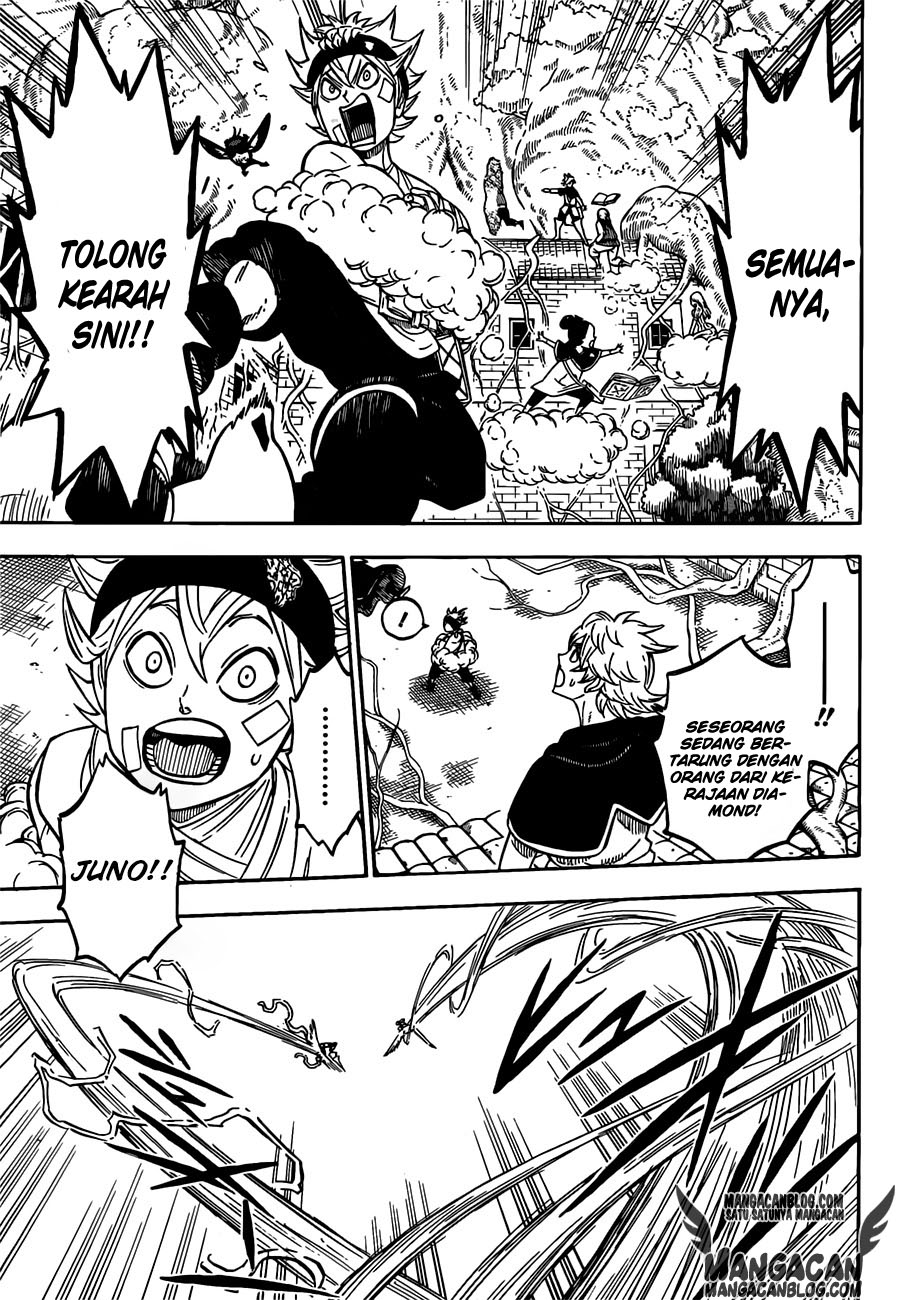 SEMUA-
NYA,
TOLONG
KEARAH
SINI!!
!!
SESEORANG
SEDANG BER-
TARUNG DENGAN
ORANG DARI KE-
RAJAAN DIA-
MOND!
JUNO!!
MANGACANBLOG.COM
SATU SATUNYA MANGACAN
MANGACAN
MANGACANBLOG.COM